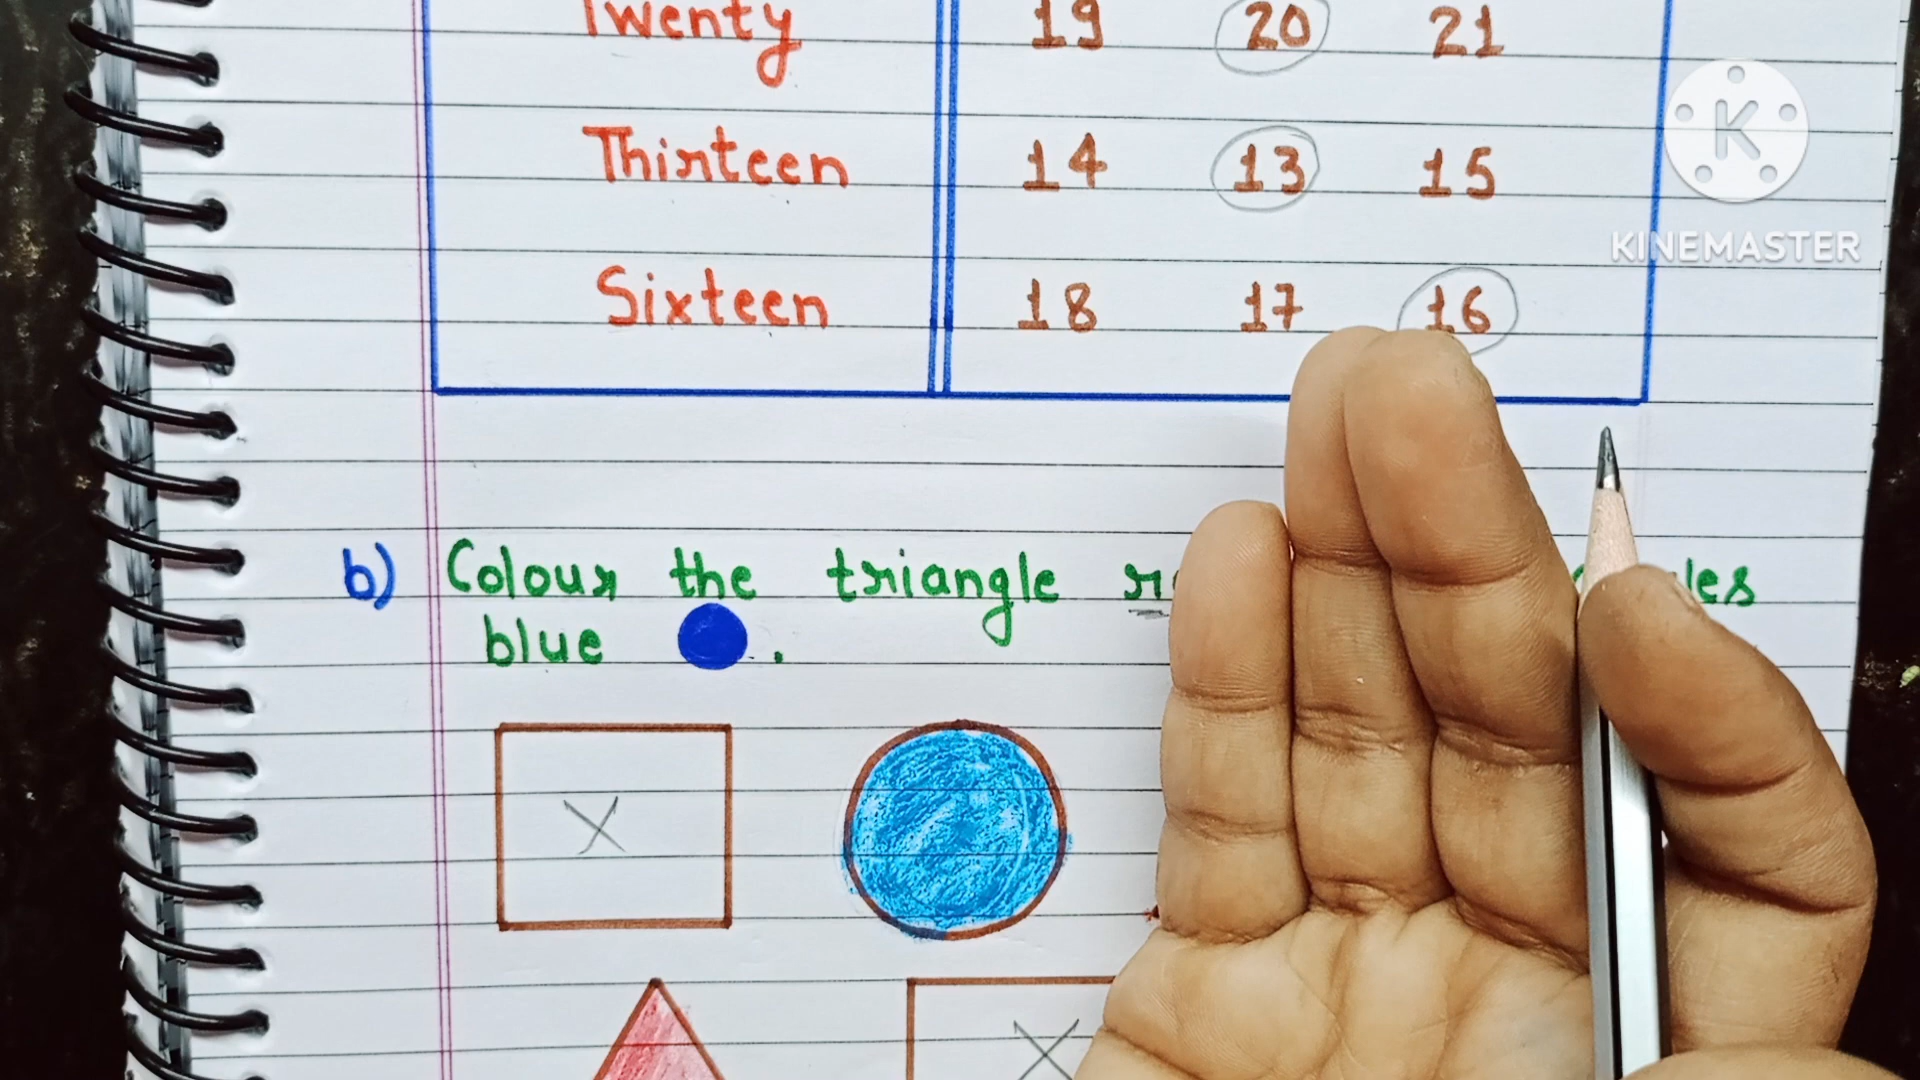 Twenty 19 20 21
Thirteen 14 13 15
Sixteen 18 17 16
b) Colour the triangle
blue .
X
X
K
KINEMASTER